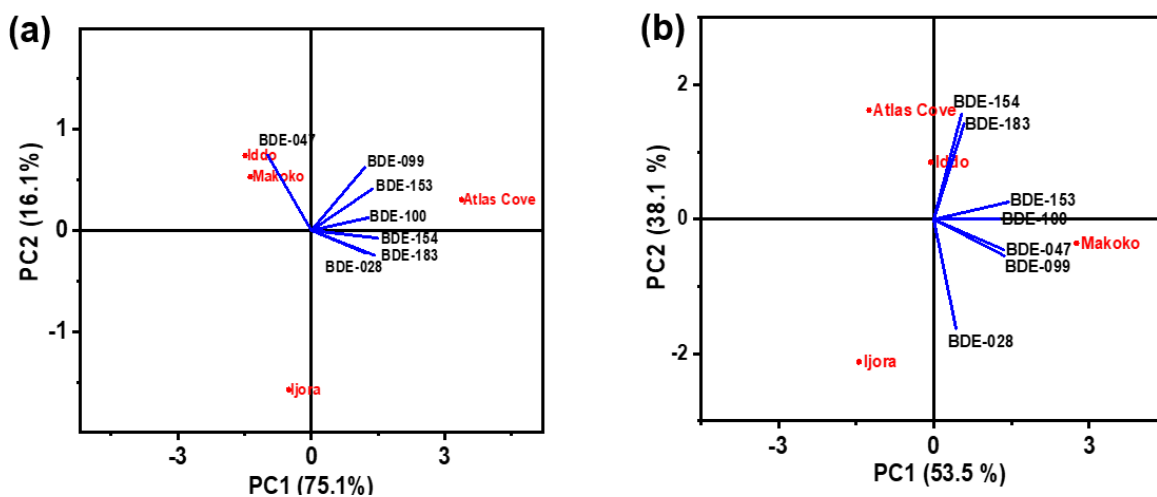 (a)
PC2 (16.1%)
1
0
-1
BDE-047
Iddo
Makoko
BDE-099
BDE-153
Atlas Cove
BDE-100
BDE-154
BDE-183
BDE-028
Ijora
-3
0
3
PC1 (75.1%)
(b)
PC2 (38.1 %)
2
0
-2
BDE-154
Atlas Cove
BDE-183
Iddo
BDE-153
BDE-100
Makoko
BDE-047
BDE-099
BDE-028
Ijora
-3
0
3
PC1 (53.5 %)